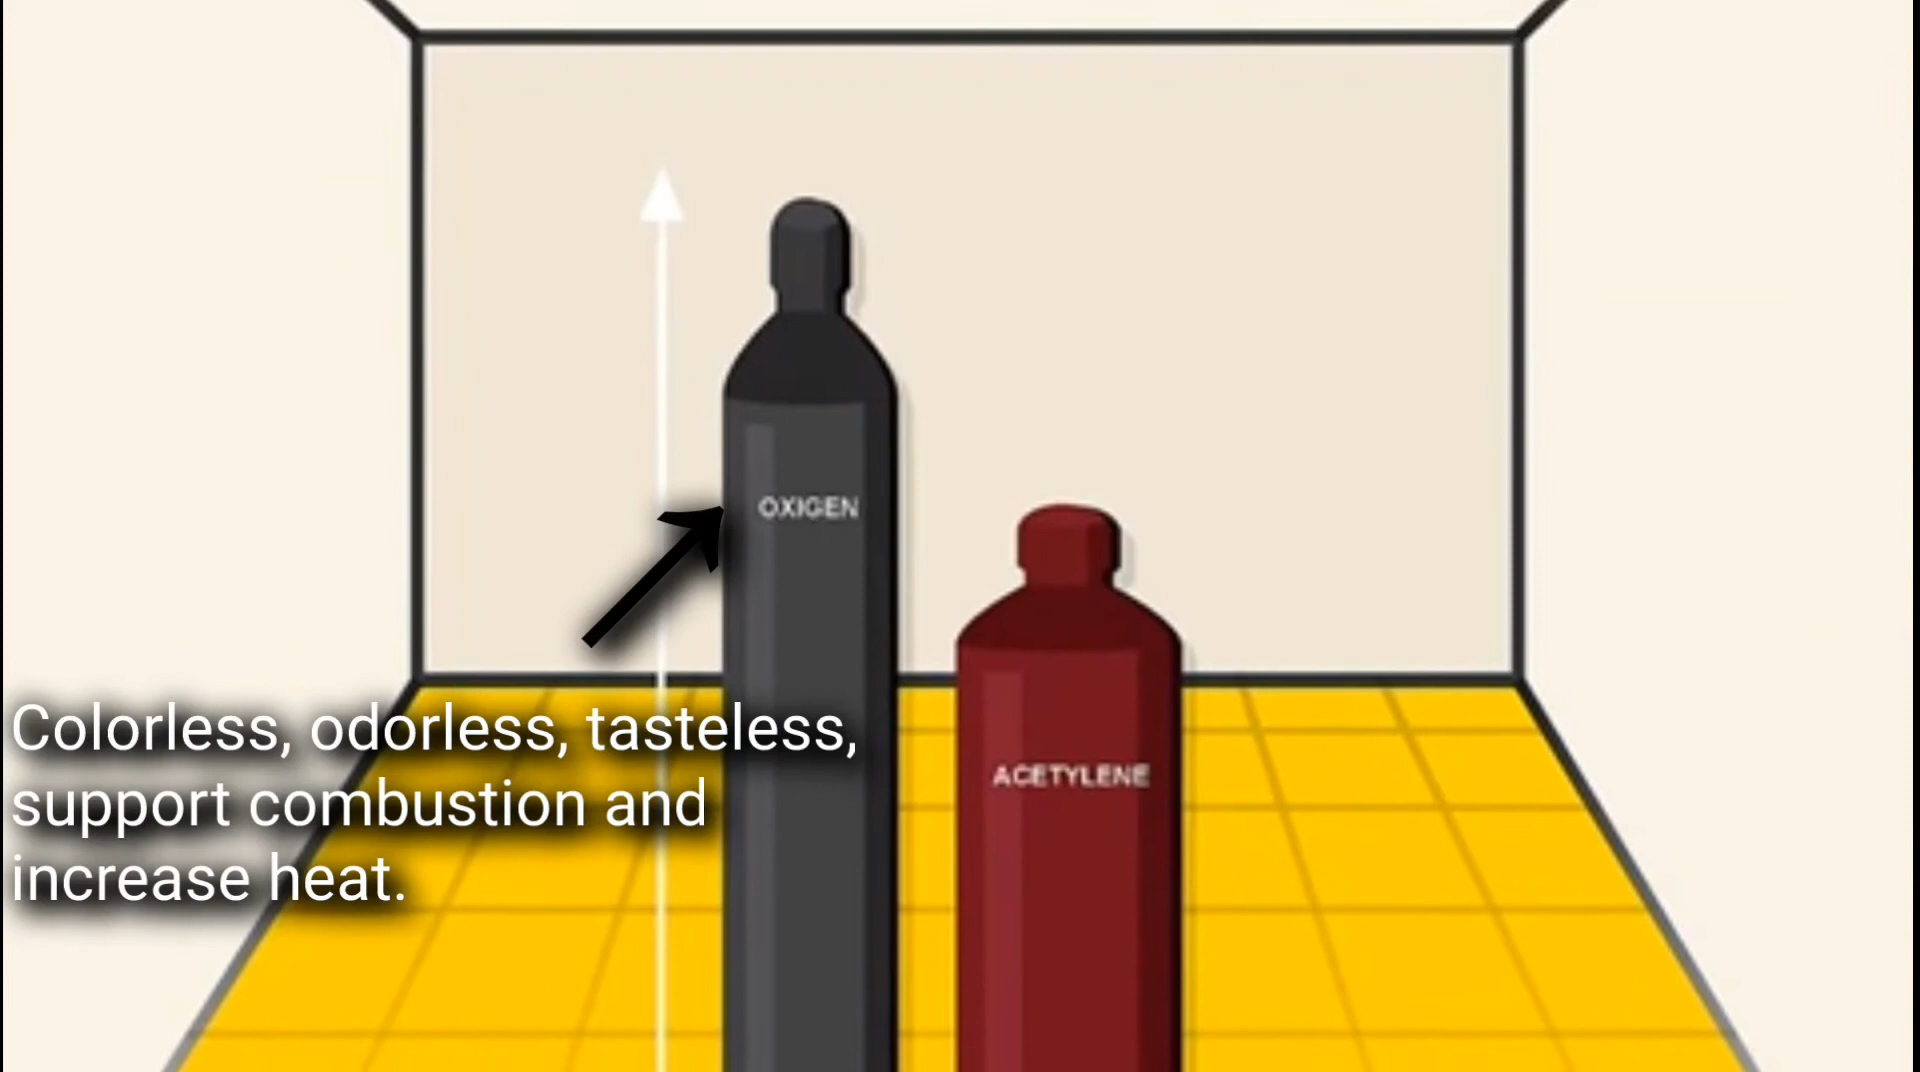 OXIGEN
ACETYLENE
Colorless, odorless, tasteless,
support combustion and
increase heat.